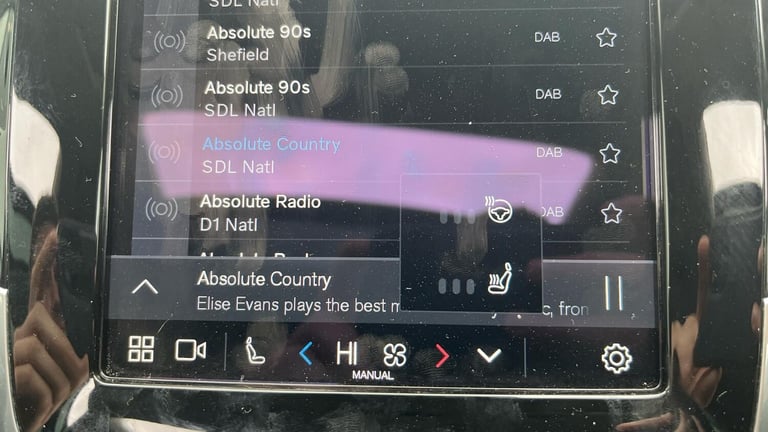 SDL Natl
Absolute 90s
DAB
Shefield
Absolute 90s
DAB
SDL Natl
Absolute Country
DAB
SDL Natl
Absolute Radio
DAB
D1 Natl
Absolute Country
Elise Evans plays the best
HI
MANUAL